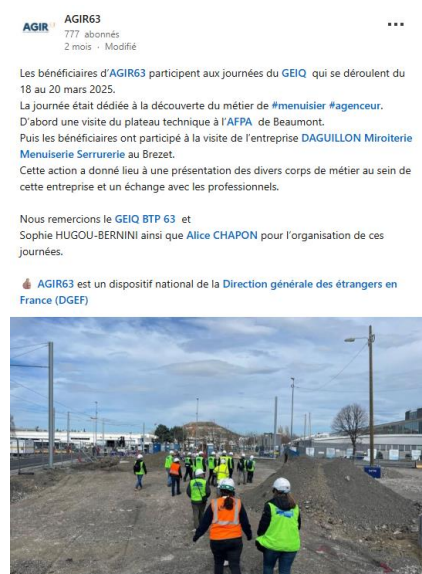 AGIR
AGIR63
777 abonnés
2 mois · Modifié
Les bénéficiaires d'AGIR63 participent aux journées du GEIQ qui se déroulent du
18 au 20 mars 2025.
La journée était dédiée à la découverte du métier de #menuisier #agenceur.
D'abord une visite du plateau technique à l'AFPA de Beaumont.
Puis les bénéficiaires ont participé à la visite de l'entreprise DAGUILLON Miroiterie
Menuiserie Serrurerie au Brezet.
Cette action a donné lieu à une présentation des divers corps de métier au sein de
cette entreprise et un échange avec les professionnels.
Nous remercions le GEIQ BTP 63 et
Sophie HUGOU-BERNINI ainsi que Alice CHAPON pour l'organisation de ces
journées.
AGIR63 est un dispositif national de la Direction générale des étrangers en
France (DGEF)